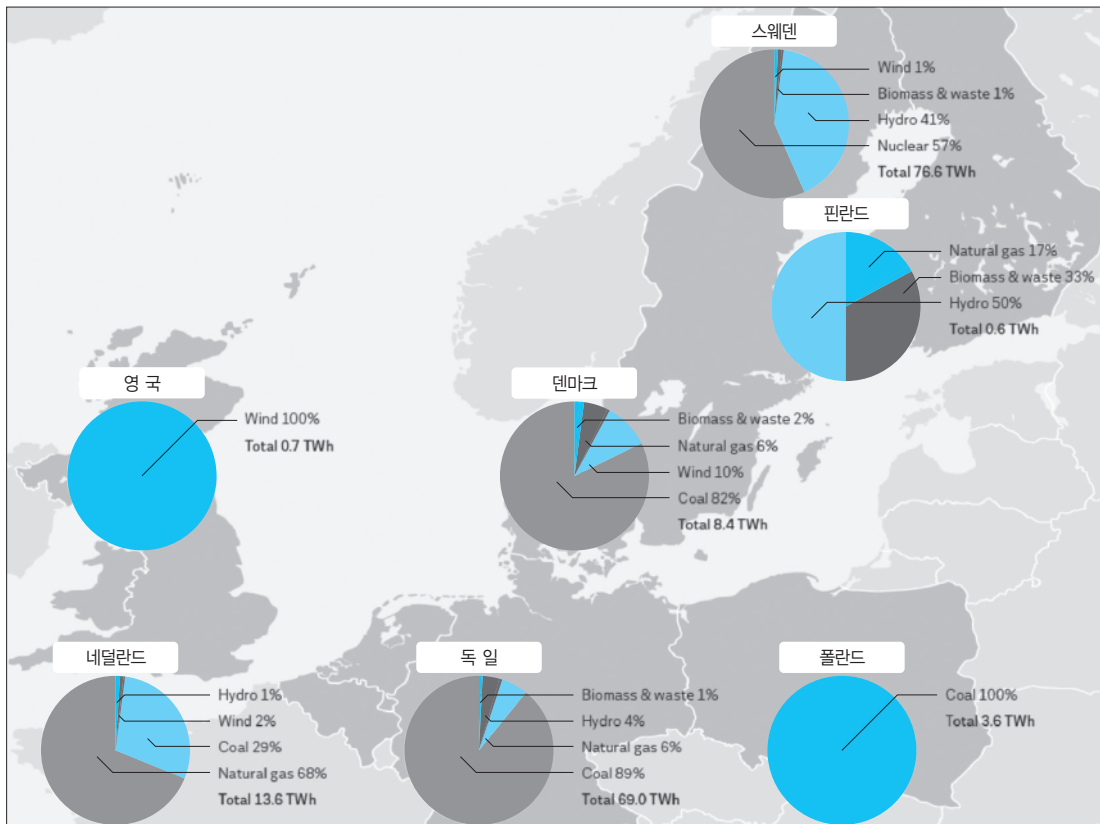 스웨덴
Wind 1%
Biomass & waste 1%
Hydro 41%
Nuclear 57%
Total 76.6 TWh
핀란드
Natural gas 17%
Biomass & waste 33%
Hydro 50%
Total 0.6 TWh
영 국
Wind 100%
Total 0.7 TWh
덴마크
Biomass & waste 2%
Natural gas 6%
Wind 10%
Coal 82%
Total 8.4 TWh
네덜란드
Hydro 1%
Wind 2%
Coal 29%
Natural gas 68%
Total 13.6 TWh
독 일
Biomass & waste 1%
Hydro 4%
Natural gas 6%
Coal 89%
Total 69.0 TWh
폴란드
Coal 100%
Total 3.6 TWh